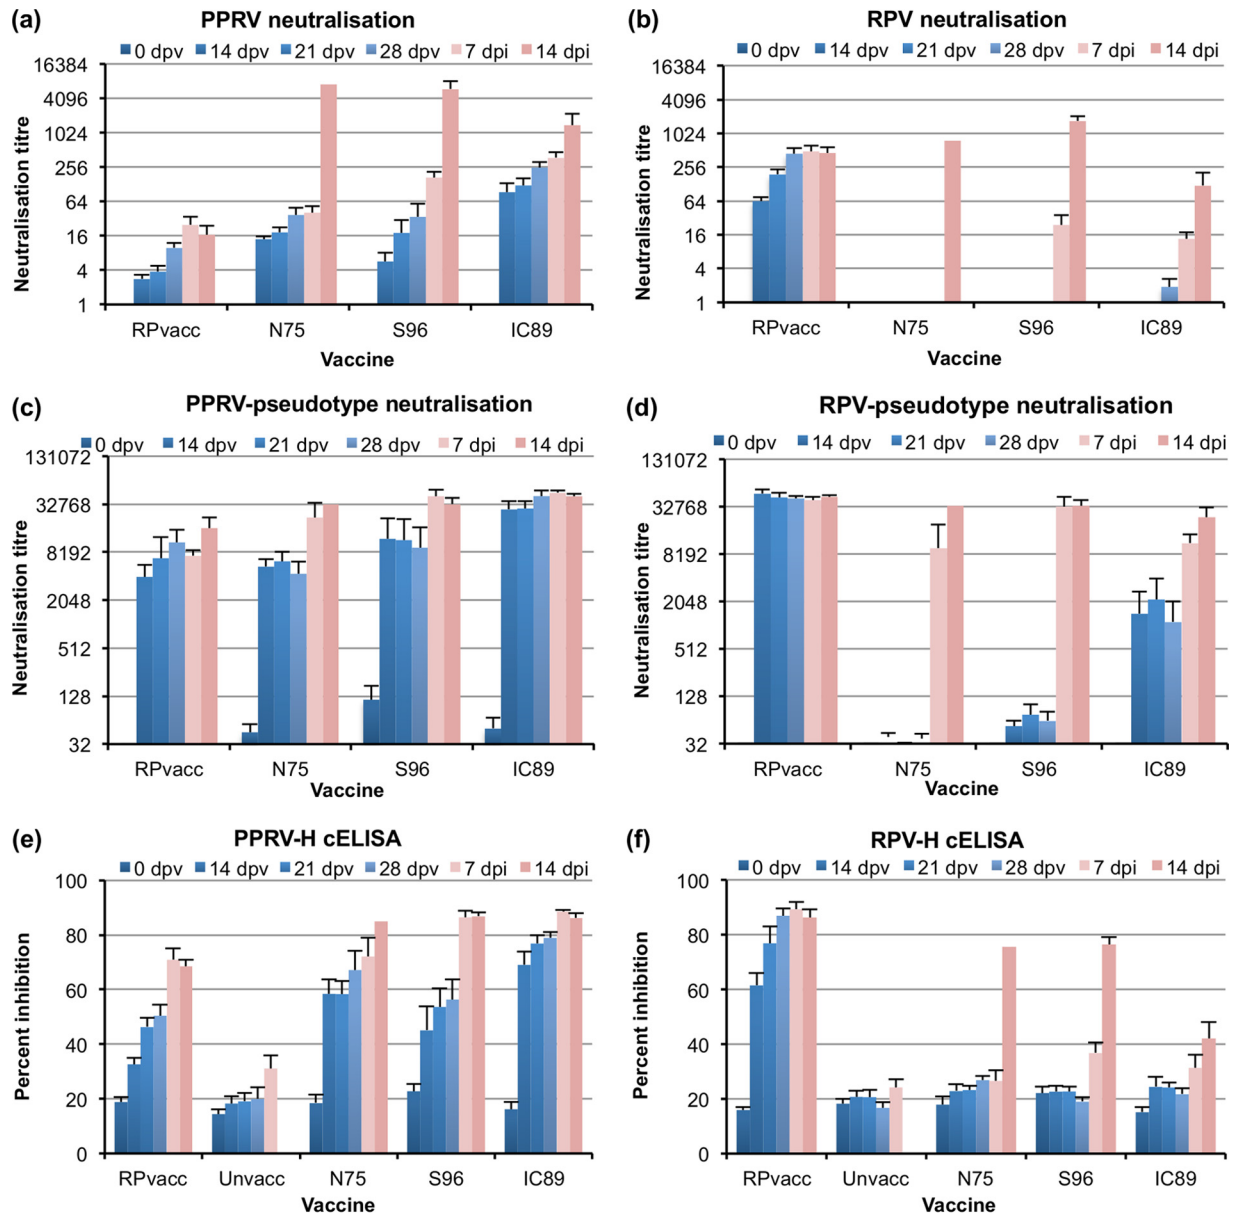 (a) PPRV neutralisation
0 dpv 14 dpv 21 dpv 28 dpv 7 dpi 14 dpi
Neutralisation titre
16384
4096
1024
256
64
16
4
1
RPvacc N75 S96 IC89
Vaccine
(b) RPV neutralisation
0 dpv 14 dpv 21 dpv 28 dpv 7 dpi 14 dpi
Neutralisation titre
16384
4096
1024
256
64
16
4
1
RPvacc N75 S96 IC89
Vaccine
(c) PPRV-pseudotype neutralisation
0 dpv 14 dpv 21 dpv 28 dpv 7 dpi 14 dpi
Neutralisation titre
131072
32768
8192
2048
512
128
32
RPvacc N75 S96 IC89
Vaccine
(d) RPV-pseudotype neutralisation
0 dpv 14 dpv 21 dpv 28 dpv 7 dpi 14 dpi
Neutralisation titre
131072
32768
8192
2048
512
128
32
RPvacc N75 S96 IC89
Vaccine
(e) PPRV-H cELISA
0 dpv 14 dpv 21 dpv 28 dpv 7 dpi 14 dpi
Percent inhibition
100
80
60
40
20
0
RPvacc Unvacc N75 S96 IC89
Vaccine
(f) RPV-H cELISA
0 dpv 14 dpv 21 dpv 28 dpv 7 dpi 14 dpi
Percent inhibition
100
80
60
40
20
0
RPvacc Unvacc N75 S96 IC89
Vaccine